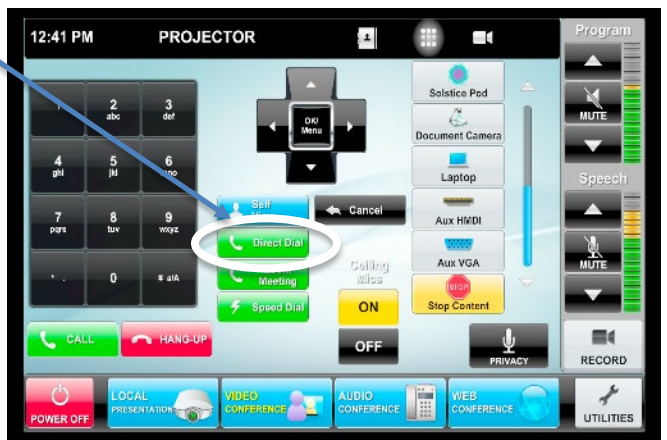 12:41 PM
PROJECTOR
Program
1
2
abc
3
def
4
ghi
5
jkl
6
7
pqrs
8
tuv
9
wxyz
* .
0
# a/A
OK/
Menu
Solstice Pod
Document Camera
Laptop
Aux HMDI
Aux VGA
STOP
Stop Content
MUTE
Speech
MUTE
Self
Cancel
Direct Dial
Meeting
Speed Dial
Ceiling
Mics
ON
OFF
CALL
HANG-UP
PRIVACY
RECORD
POWER OFF
LOCAL
PRESENTATION
VIDEO
CONFERENCE
AUDIO
CONFERENCE
WEB
CONFERENCE
UTILITIES